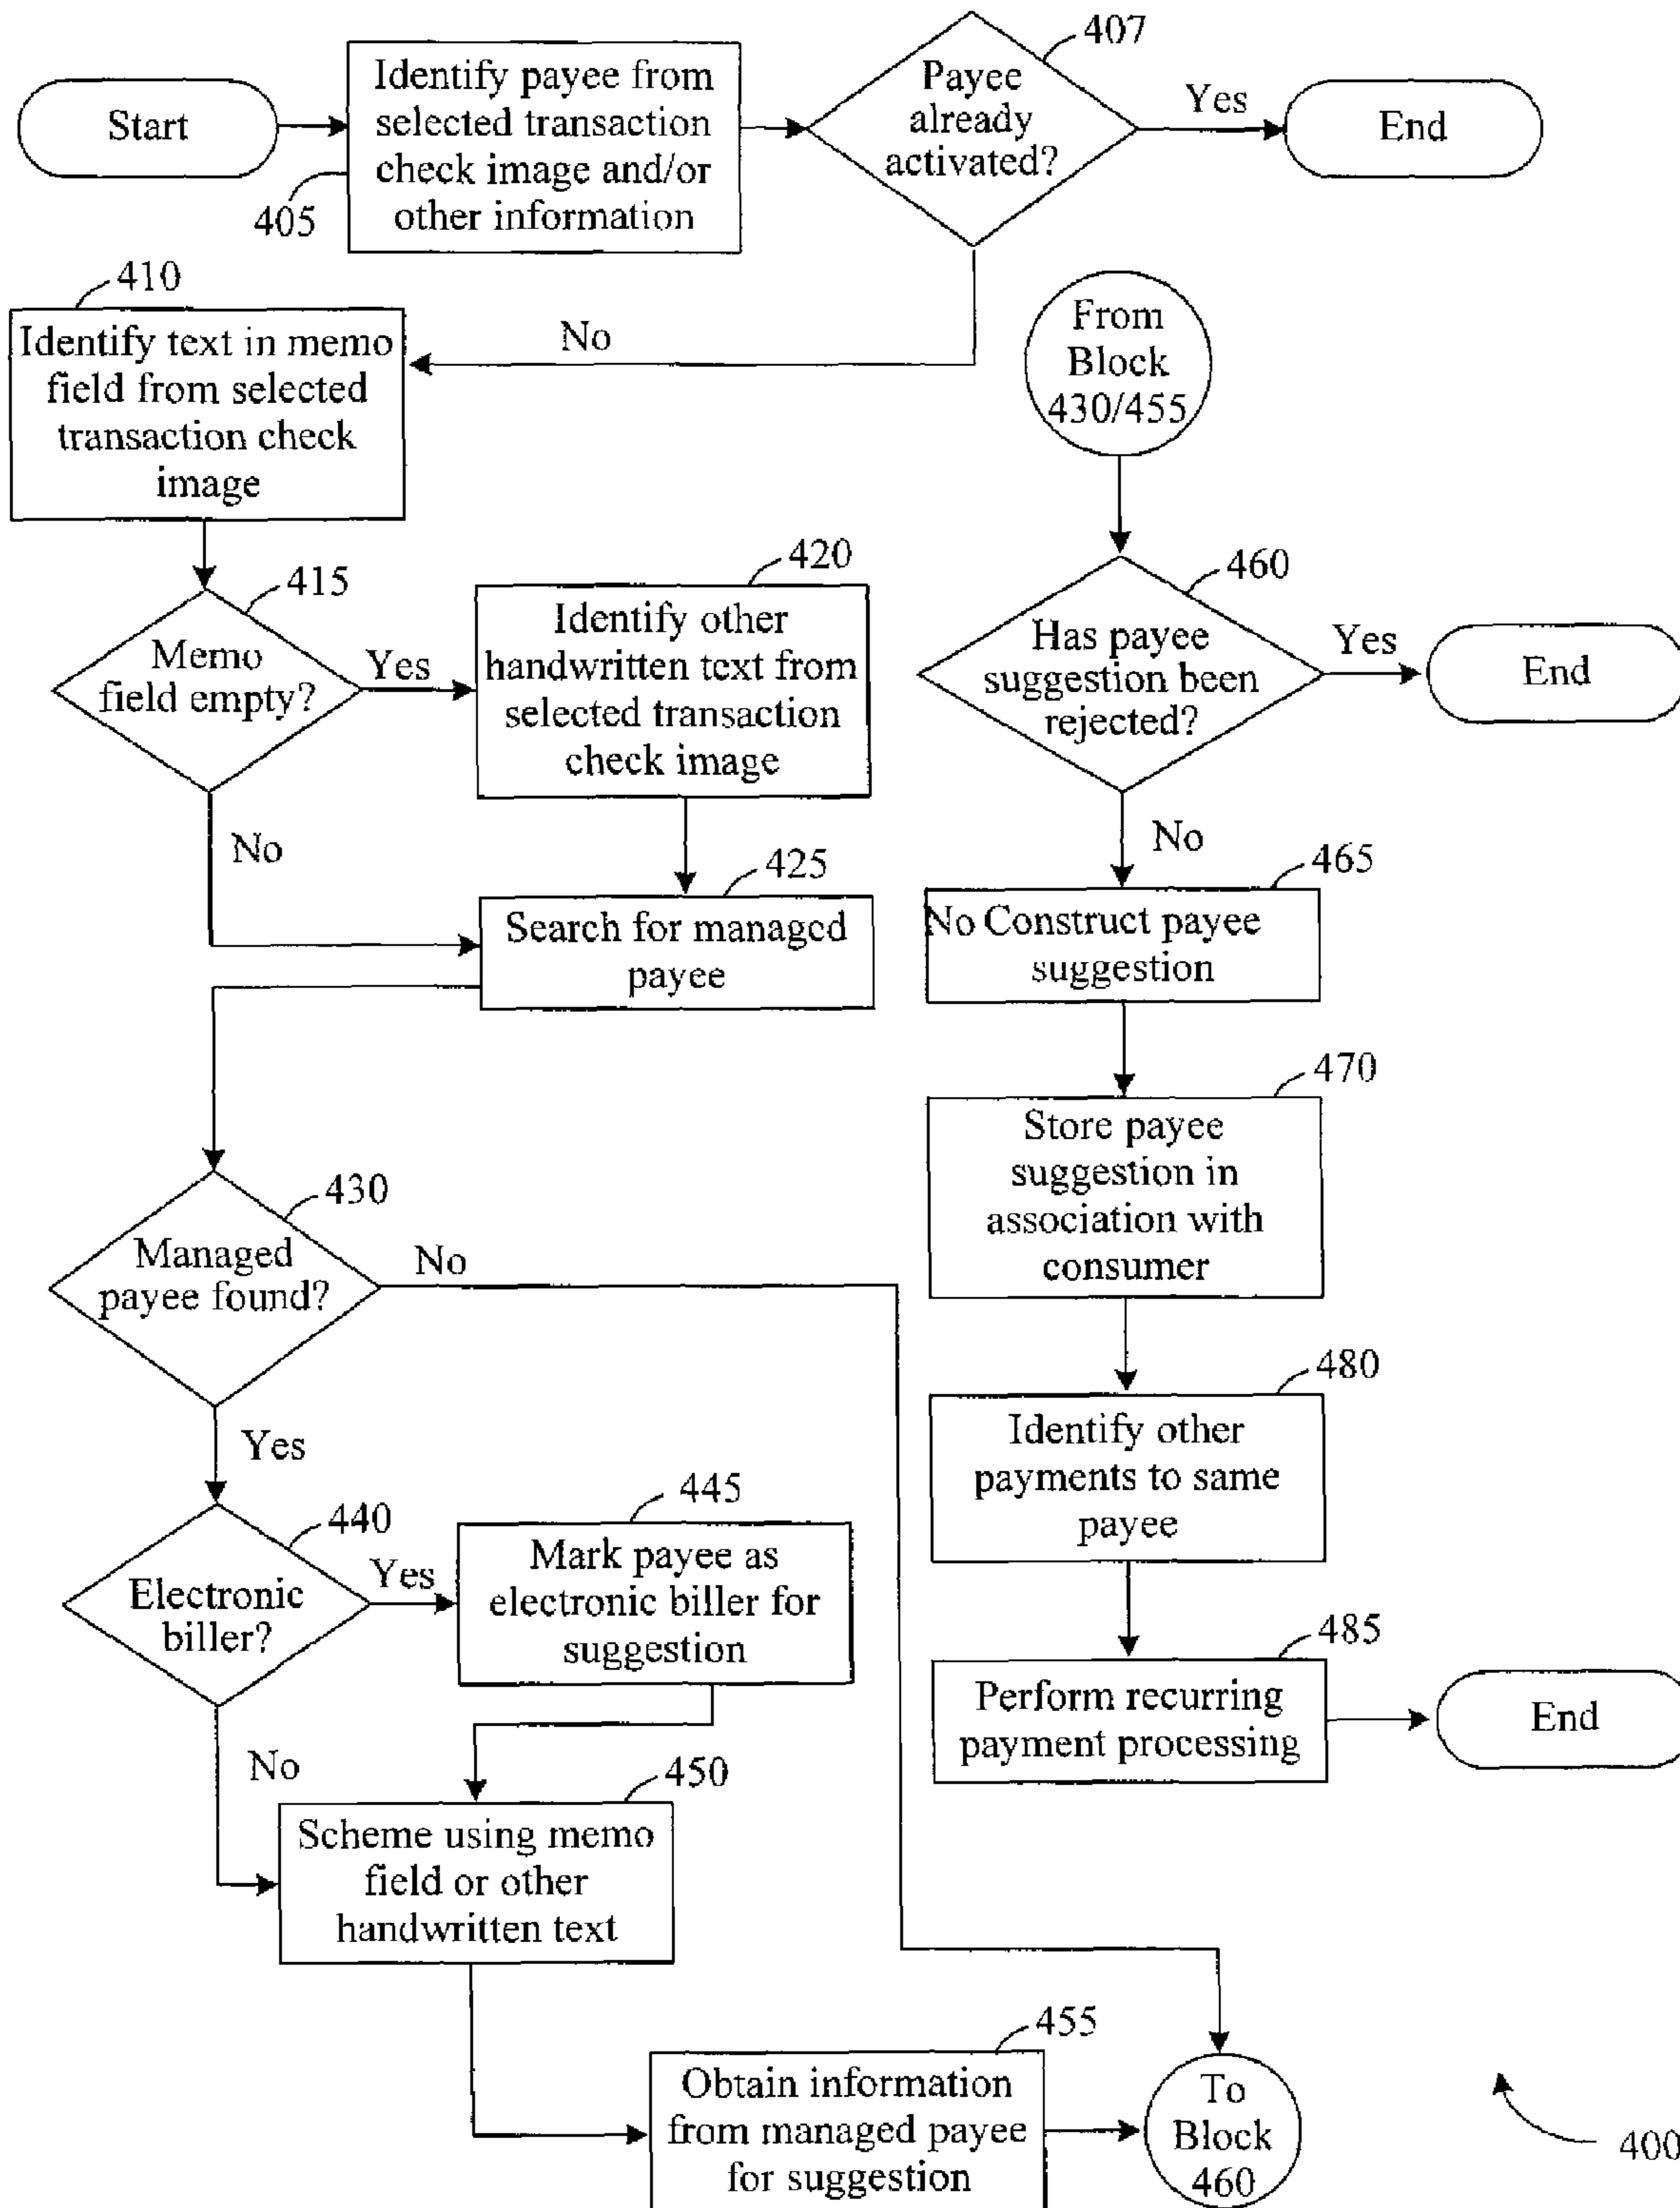 Start
Identify payee from
selected transaction
check image and/or
other information
405
Payee
already
activated?
407
Yes
End
No
410
Identify text in memo
field from selected
transaction check
image
415
Memo
field empty?
Yes
No
420
Identify other
handwritten text from
selected transaction
check image
425
Search for managed
payee
430
Managed
payee found?
No
Yes
440
Electronic
biller?
Yes
No
445
Mark payee as
electronic biller for
suggestion
450
Scheme using memo
field or other
handwritten text
455
Obtain information
from managed payee
for suggestion
To
Block
460
From
Block
430/455
460
Has payee
suggestion been
rejected?
Yes
End
No
465
No Construct payee
suggestion
470
Store payee
suggestion in
association with
consumer
480
Identify other
payments to same
payee
485
Perform recurring
payment processing
End
400